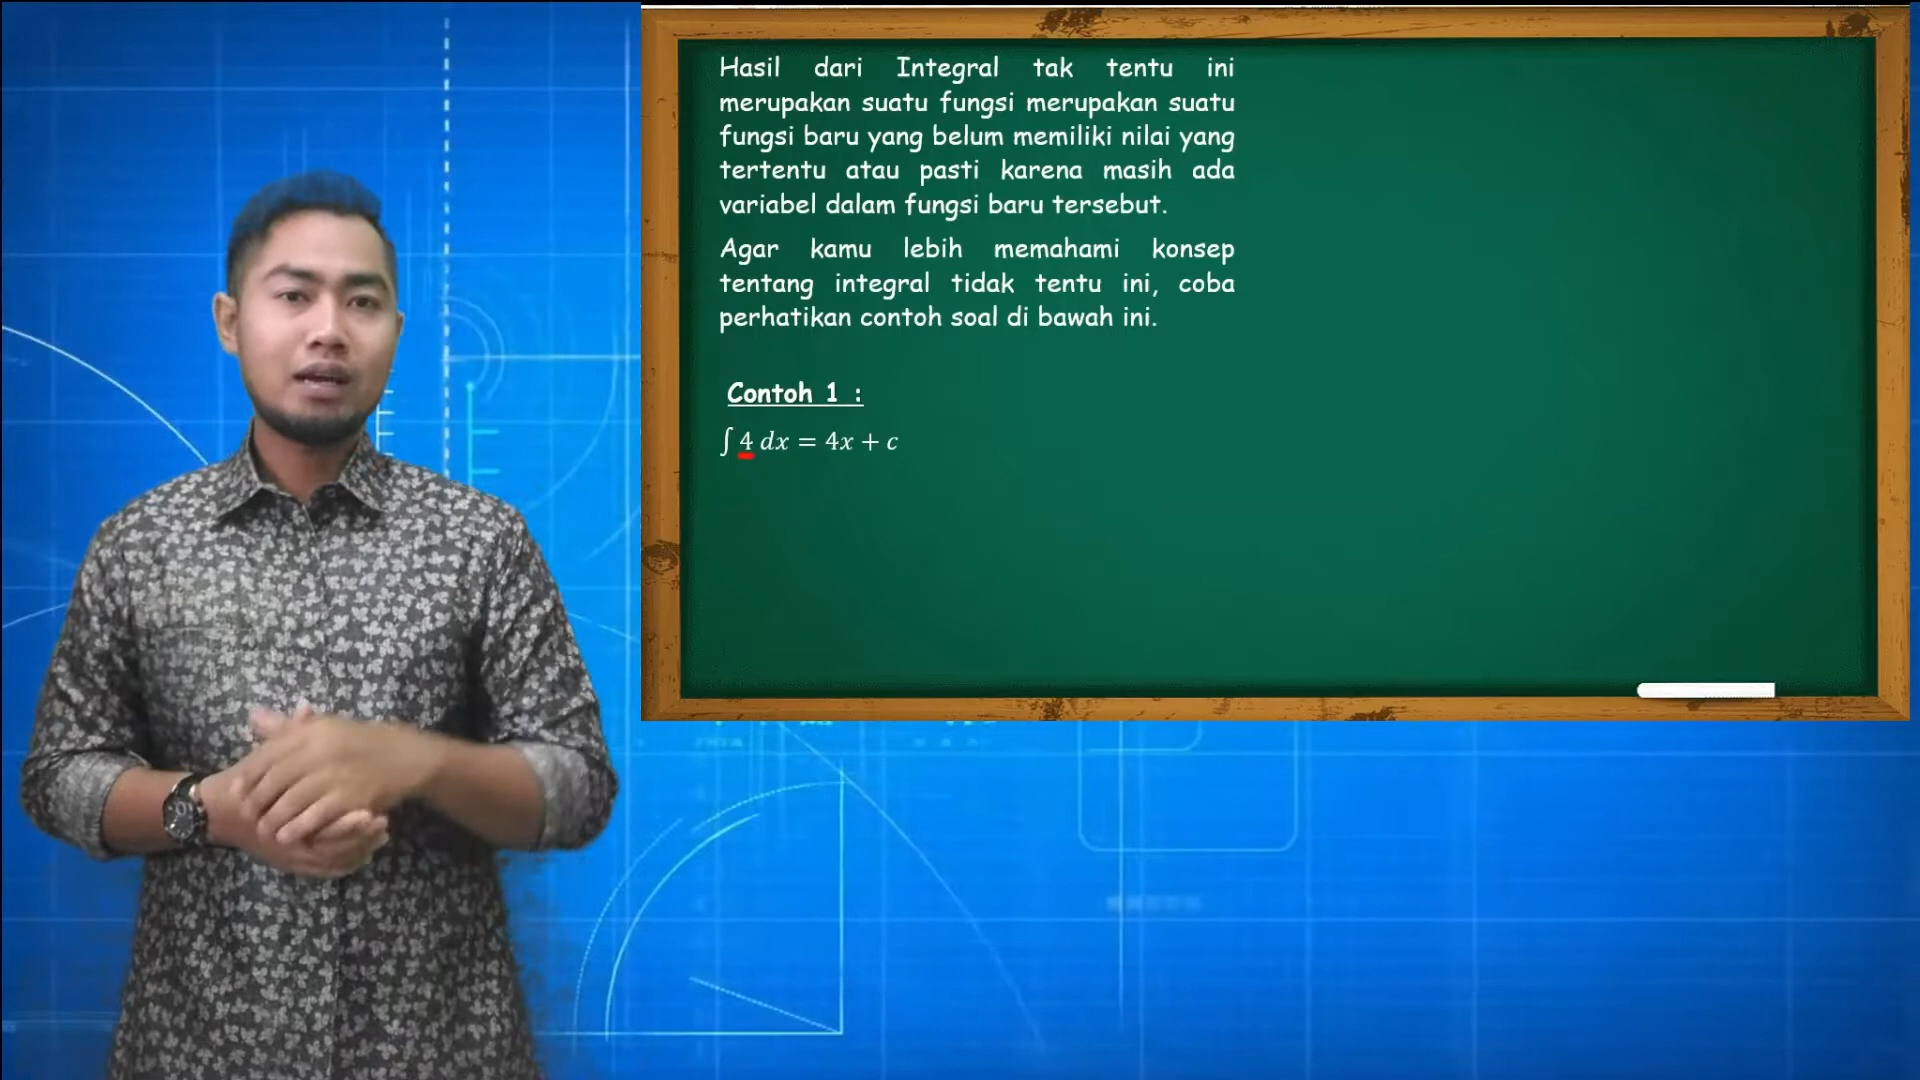 Hasil dari Integral tak tentu ini
merupakan suatu fungsi merupakan suatu
fungsi baru yang belum memiliki nilai yang
tertentu atau pasti karena masih ada
variabel dalam fungsi baru tersebut.
Agar kamu lebih memahami konsep
tentang integral tidak tentu ini, coba
perhatikan contoh soal di bawah ini.
Contoh 1 :
∫ 4 dx = 4x + c